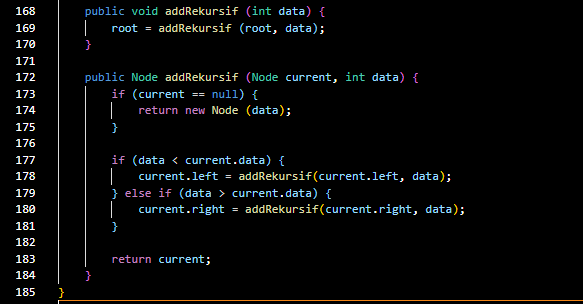 168 public void addRekursif (int data) {
169 root = addRekursif (root, data);
170 }
171
172 public Node addRekursif (Node current, int data) {
173 if (current == null) {
174 return new Node (data);
175 }
176
177 if (data < current.data) {
178 current.left = addRekursif(current.left, data);
179 } else if (data > current.data) {
180 current.right = addRekursif(current.right, data);
181 }
182
183 return current;
184 }
185 }